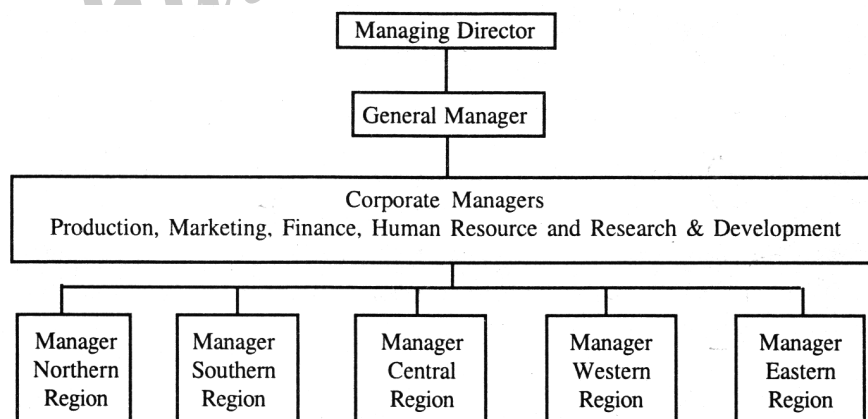 Managing Director
General Manager
Corporate Managers
Production, Marketing, Finance, Human Resource and Research & Development
Manager
Northern
Region
Manager
Southern
Region
Manager
Central
Region
Manager
Western
Region
Manager
Eastern
Region